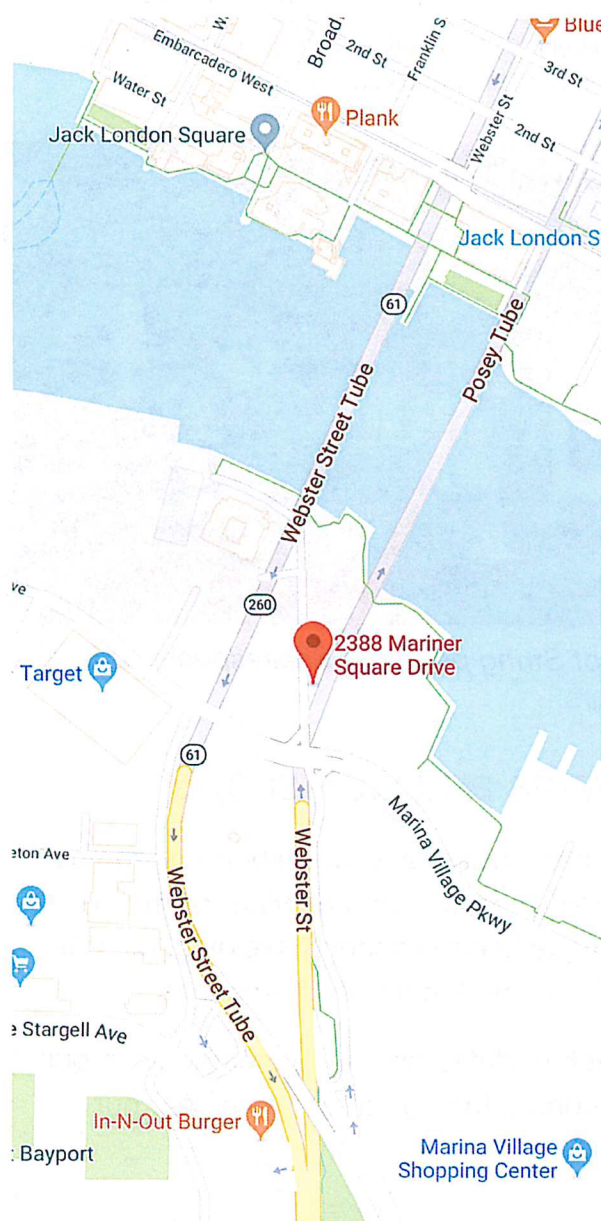 Blue
Broad
Franklin S
2nd St
3rd St
Embarcadero West
Water St
Webster St
Plank
2nd St
Jack London Square
Jack London S
61
Posey Tube
Webster Street Tube
ve
260
2388 Mariner
Square Drive
Target
61
Marina Village Pkwy
eton Ave
Webster St
Webster Street Tube
e Stargell Ave
In-N-Out Burger
Bayport
Marina Village
Shopping Center